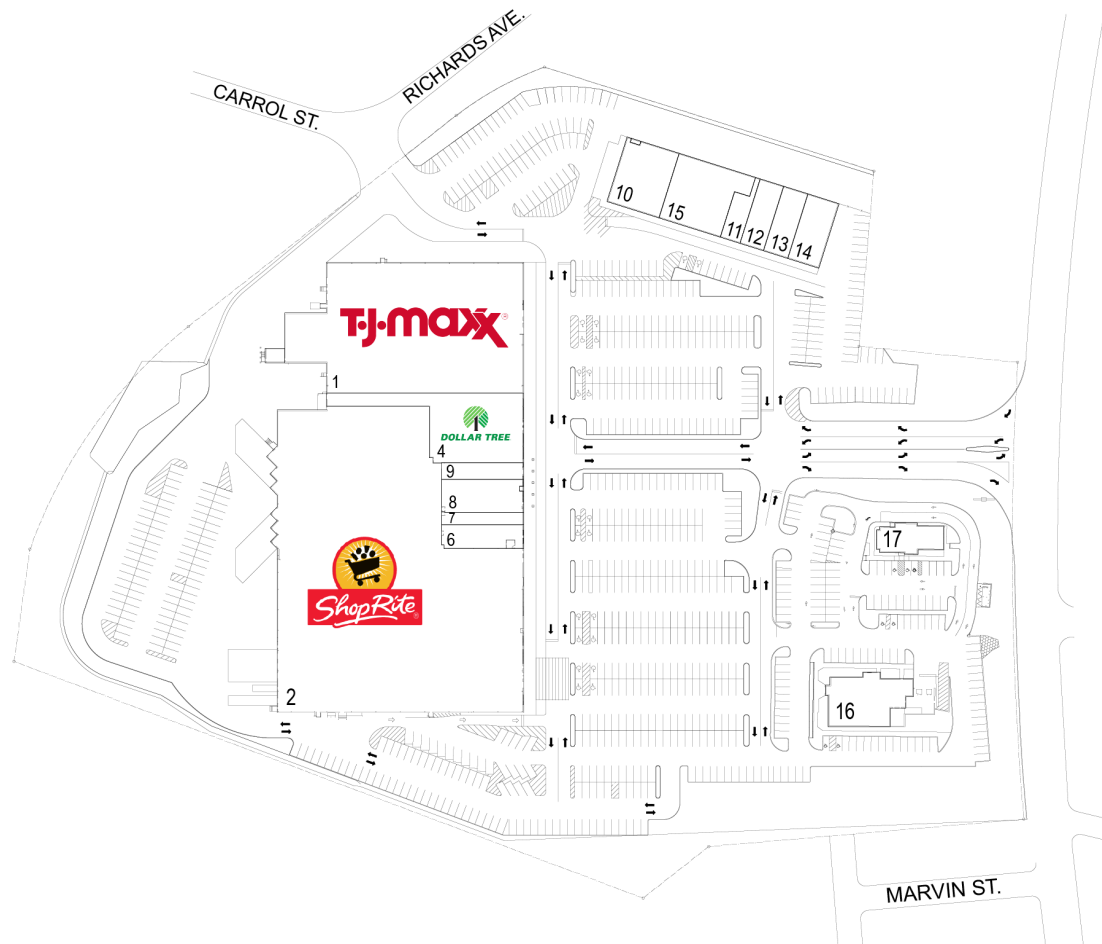 RICHARDS AVE.
CARROL ST.
10
15
11
12
13
14
T·J·maxx
1
DOLLAR TREE
4
9
8
7
6
17
ShopRite
2
16
MARVIN ST.